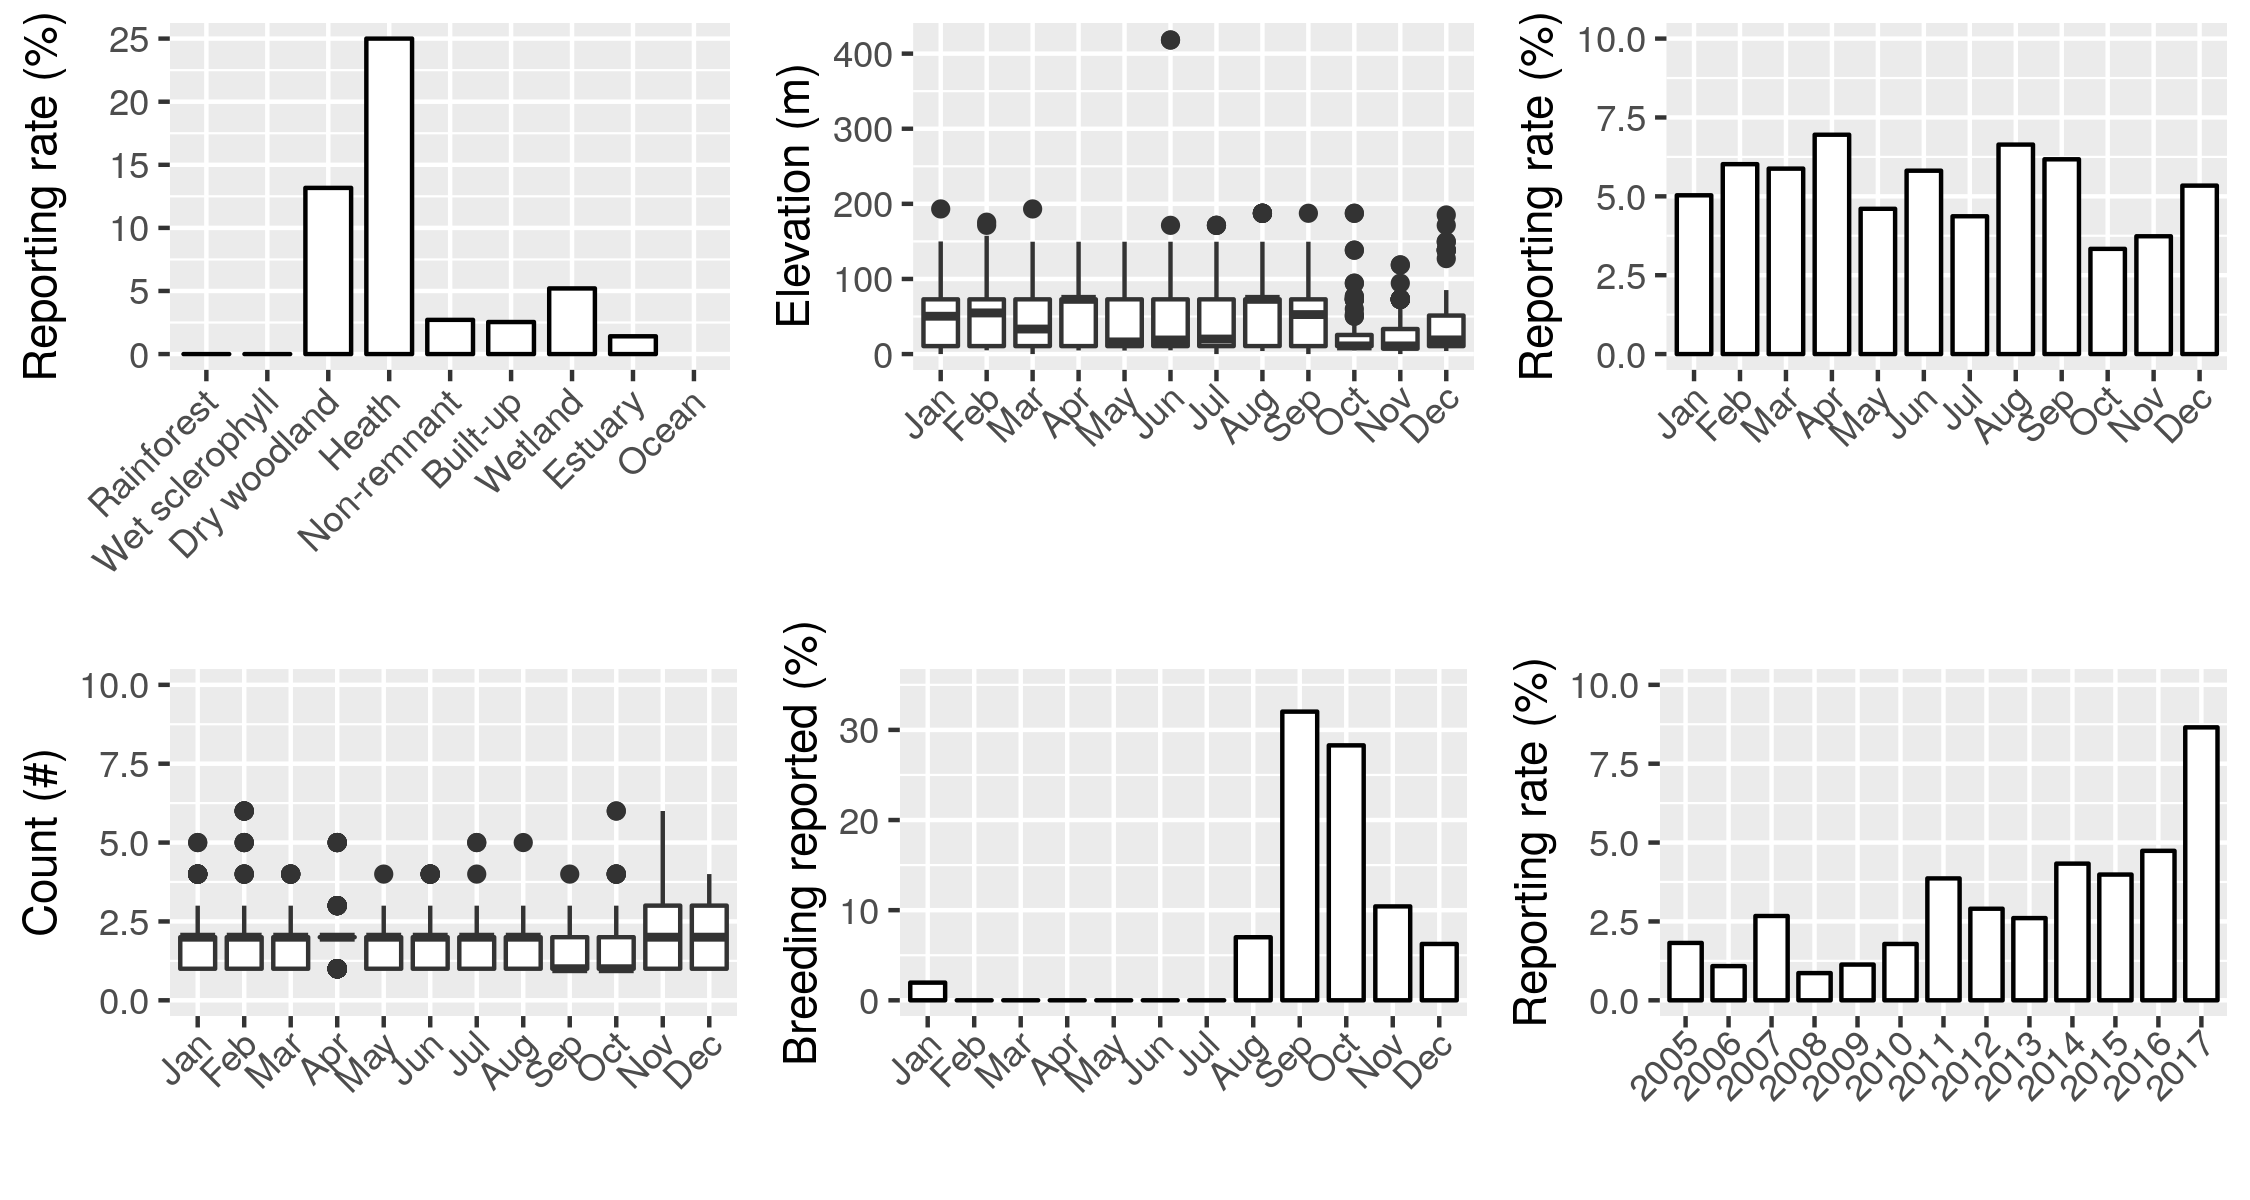 Reporting rate (%)
25
20
15
10
5
0
Rainforest
Wet sclerophyll
Dry woodland
Heath
Non-remnant
Built-up
Wetland
Estuary
Ocean
Elevation (m)
400
300
200
100
0
Jan
Feb
Mar
Apr
May
Jun
Jul
Aug
Sep
Oct
Nov
Dec
Reporting rate (%)
10.0
7.5
5.0
2.5
0.0
Jan
Feb
Mar
Apr
May
Jun
Jul
Aug
Sep
Oct
Nov
Dec
Count (#)
10.0
7.5
5.0
2.5
0.0
Jan
Feb
Mar
Apr
May
Jun
Jul
Aug
Sep
Oct
Nov
Dec
Breeding reported (%)
30
20
10
0
Jan
Feb
Mar
Apr
May
Jun
Jul
Aug
Sep
Oct
Nov
Dec
Reporting rate (%)
10.0
7.5
5.0
2.5
0.0
2005
2006
2007
2008
2009
2010
2011
2012
2013
2014
2015
2016
2017